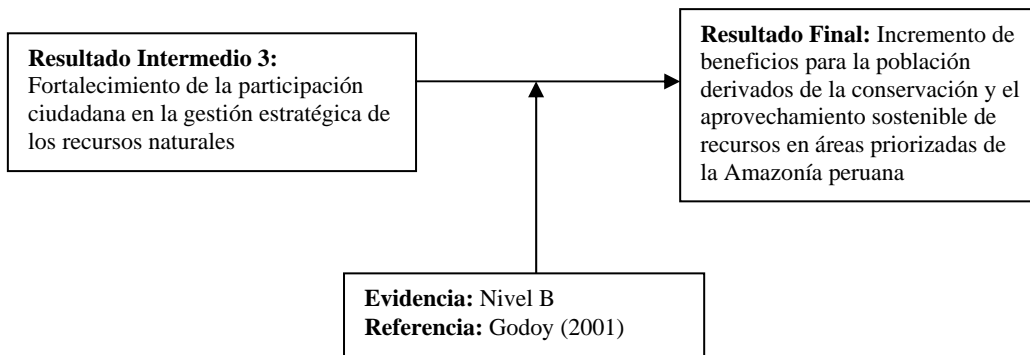 Resultado Intermedio 3:
Fortalecimiento de la participación
ciudadana en la gestión estratégica de
los recursos naturales
Resultado Final: Incremento de
beneficios para la población
derivados de la conservación y el
aprovechamiento sostenible de
recursos en áreas priorizadas de
la Amazonía peruana
Evidencia: Nivel B
Referencia: Godoy (2001)